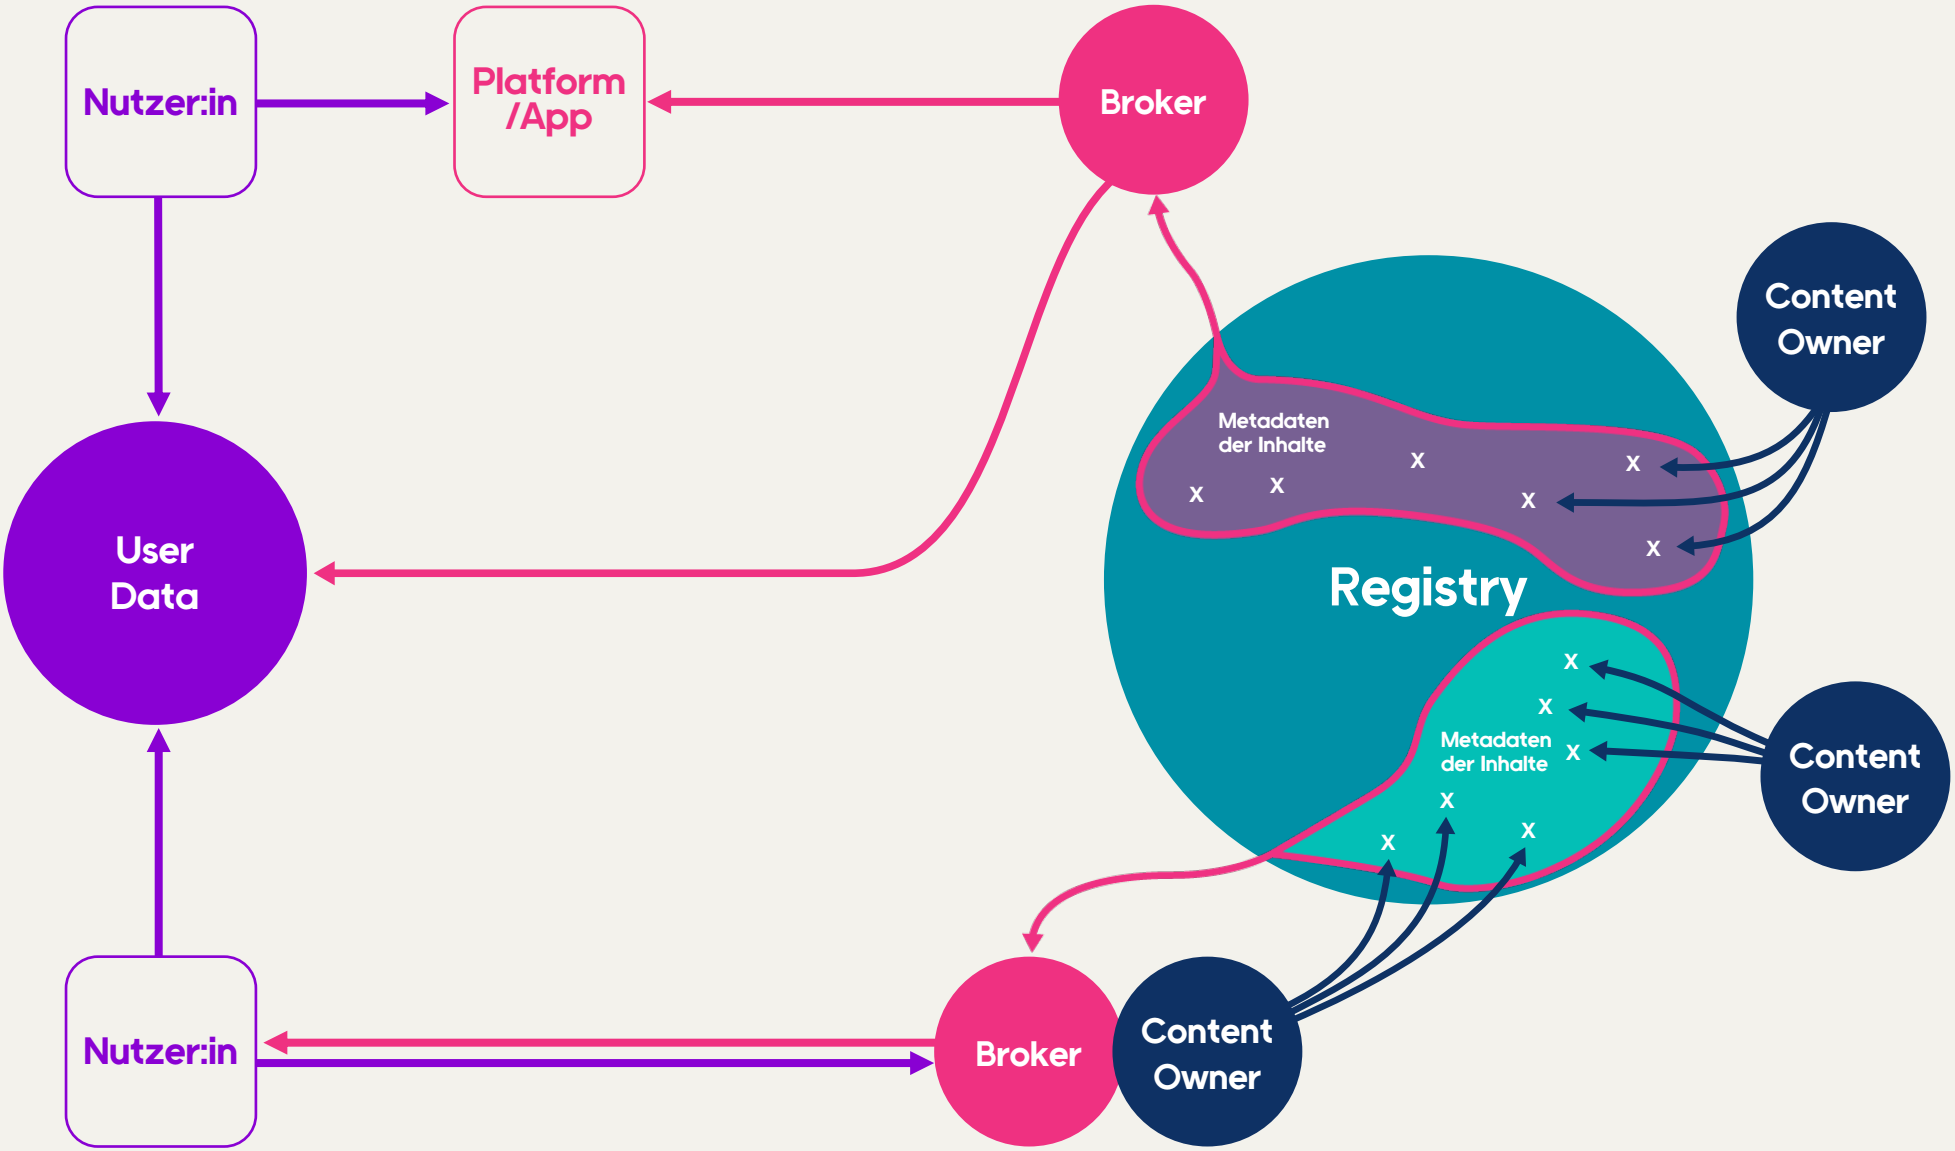 Nutzer:in
Platform
/App
Broker
Content
Owner
Metadaten
der Inhalte
x
x
x
x
x
x
User
Data
Registry
x
x
Metadaten
der Inhalte
x
x
x
x
Content
Owner
Nutzer:in
Broker
Content
Owner